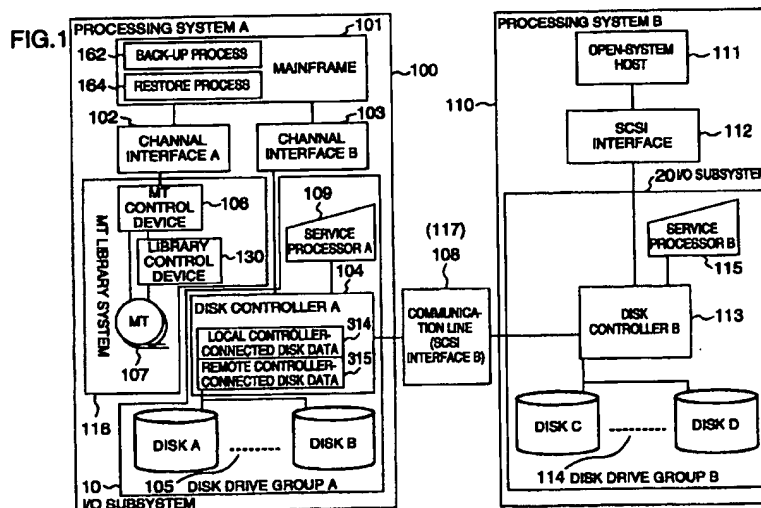 FIG.1
PROCESSING SYSTEM A
101
162
BACK-UP PROCESS
164
RESTORE PROCESS
MAINFRAME
100
102
103
CHANNAL INTERFACE A
CHANNAL INTERFACE B
MT LIBRARY SYSTEM
MT CONTROL DEVICE
106
LIBRARY CONTROL DEVICE
130
MT
107
116
109
SERVICE PROCESSOR A
104
DISK CONTROLLER A
LOCAL CONTROLLER-CONNECTED DISK DATA
314
REMOTE CONTROLLER-CONNECTED DISK DATA
315
DISK A
DISK B
10
105
DISK DRIVE GROUP A
I/O SUBSYSTEM
(117)
108
COMMUNICA-TION LINE (SCSI INTERFACE B)
PROCESSING SYSTEM B
110
OPEN-SYSTEM HOST
111
SCSI INTERFACE
112
20
I/O SUBSYSTEM
SERVICE PROCESSOR B
115
DISK CONTROLLER B
113
DISK C
DISK D
114
DISK DRIVE GROUP B